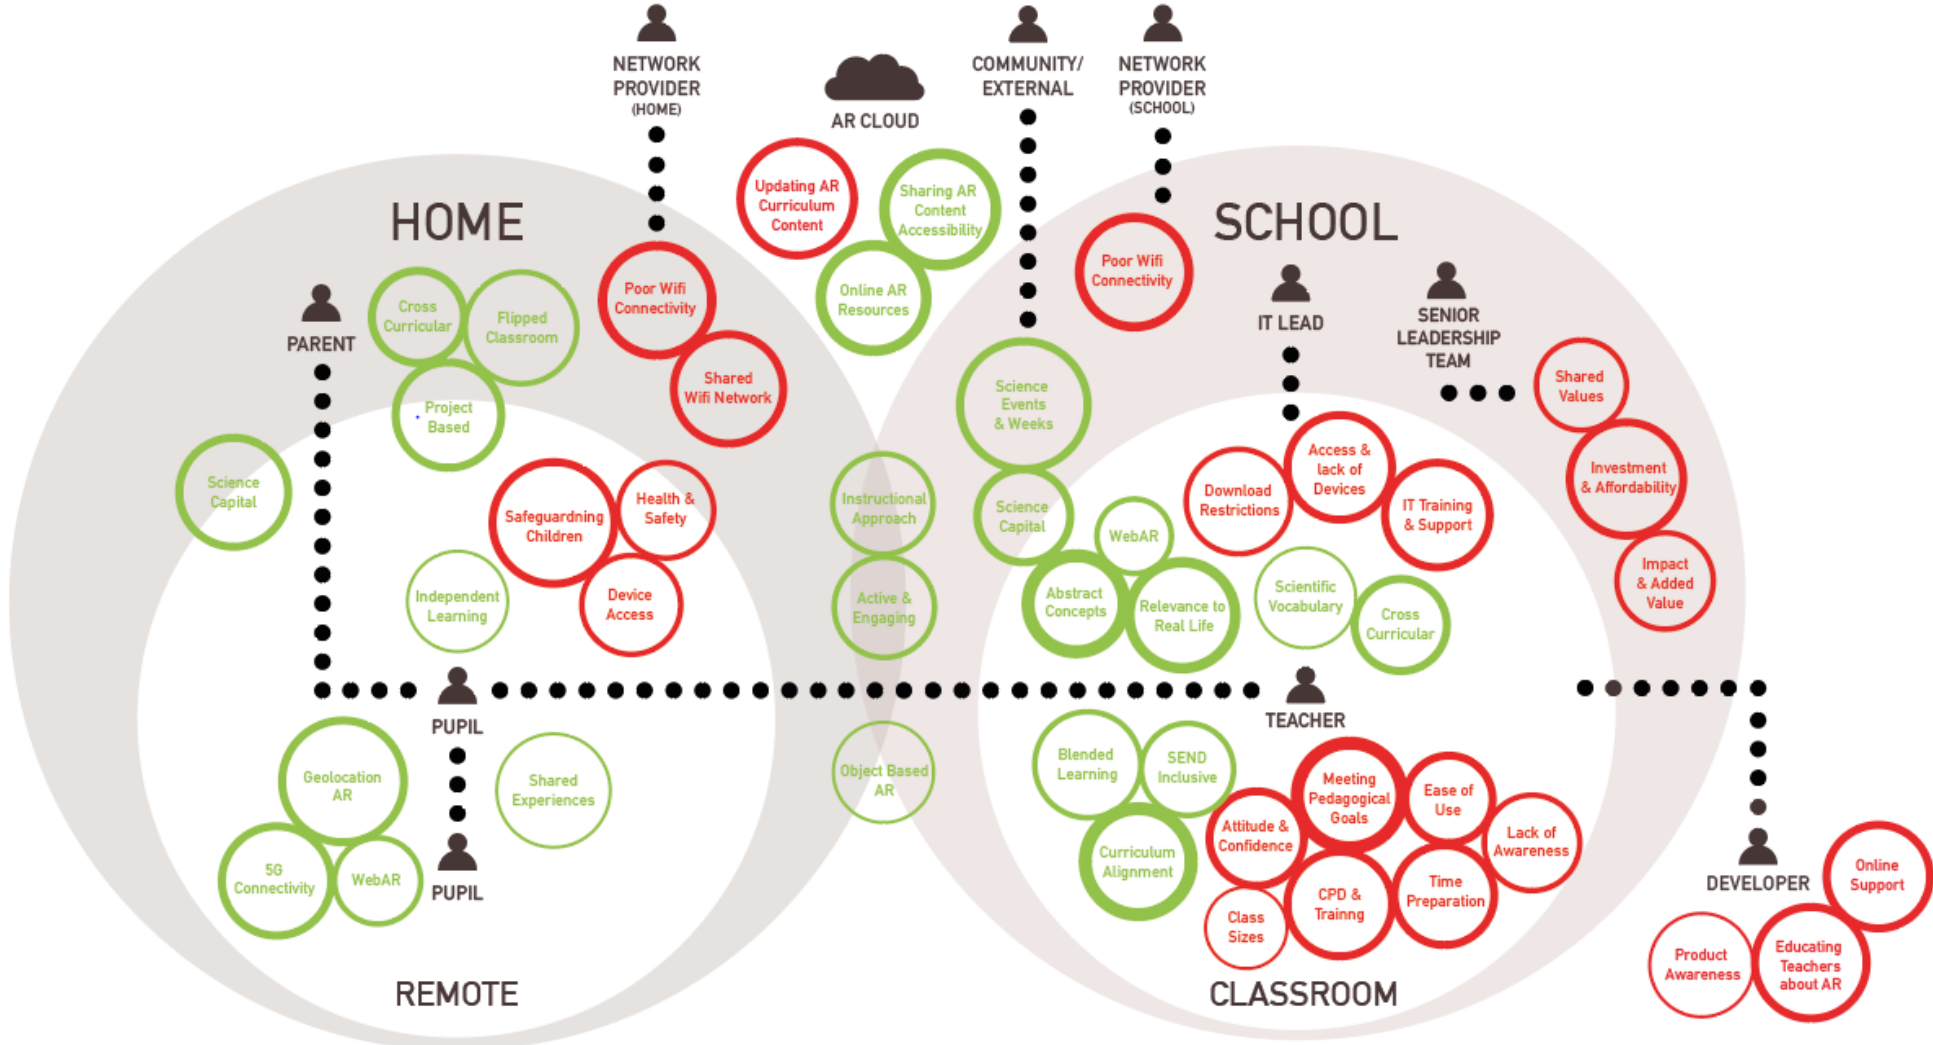 NETWORK
PROVIDER
(HOME)
AR CLOUD
COMMUNITY/
EXTERNAL
NETWORK
PROVIDER
(SCHOOL)
Updating AR
Curriculum
Content
Sharing AR
Content
Accessibility
Online AR
Resources
HOME
PARENT
Cross
Curricular
Flipped
Classroom
Project
Based
Poor Wifi
Connectivity
Shared
Wifi Network
Science
Capital
Safeguardning
Children
Health &
Safety
Device
Access
Independent
Learning
PUPIL
Geolocation
AR
5G
Connectivity
WebAR
Shared
Experiences
PUPIL
REMOTE
Instructional
Approach
Active &
Engaging
Object Based
AR
SCHOOL
Poor Wifi
Connectivity
IT LEAD
SENIOR
LEADERSHIP
TEAM
Shared
Values
Investment
& Affordability
Impact
& Added
Value
Science
Events
& Weeks
Science
Capital
WebAR
Abstract
Concepts
Relevance to
Real Life
Download
Restrictions
Access &
lack of
Devices
IT Training
& Support
Scientific
Vocabulary
Cross
Curricular
TEACHER
Blended
Learning
SEND
Inclusive
Curriculum
Alignment
Meeting
Pedagogical
Goals
Ease of
Use
Attitude &
Confidence
Lack of
Awareness
Class
Sizes
CPD &
Trainng
Time
Preparation
CLASSROOM
DEVELOPER
Online
Support
Product
Awareness
Educating
Teachers
about AR